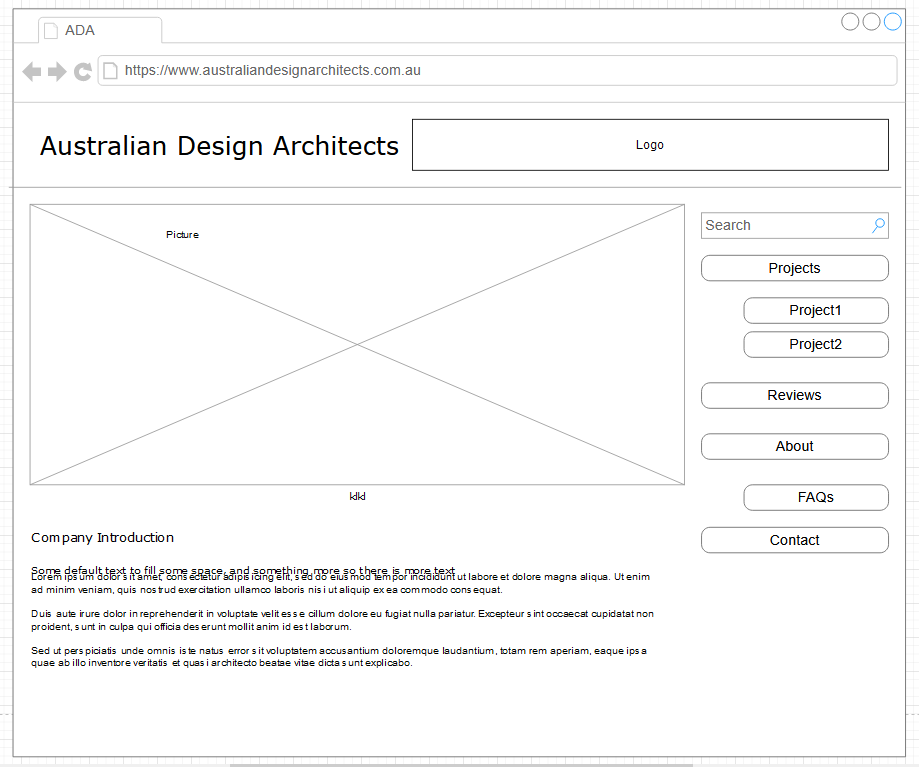 ADA
https://www.australiandesignarchitects.com.au
Australian Design Architects
Logo
Picture
Search
Projects
Project1
Project2
Reviews
About
FAQs
Contact
klkl
Company Introduction
Some default text to fill some space, and something more so there is more text
Lorem ipsum dolor sit amet, consectetur adipisicing elit, sed do eiusmod tempor incididunt ut labore et dolore magna aliqua. Ut enim
ad minim veniam, quis nostrud exercitation ullamco laboris nisi ut aliquip ex ea commodo consequat.
Duis aute irure dolor in reprehenderit in voluptate velit esse cillum dolore eu fugiat nulla pariatur. Excepteur sint occaecat cupidatat non
proident, sunt in culpa qui officia deserunt mollit anim id est laborum.
Sed ut perspiciatis unde omnis iste natus error sit voluptatem accusantium doloremque laudantium, totam rem aperiam, eaque ipsa
quae ab illo inventore veritatis et quasi architecto beatae vitae dicta sunt explicabo.